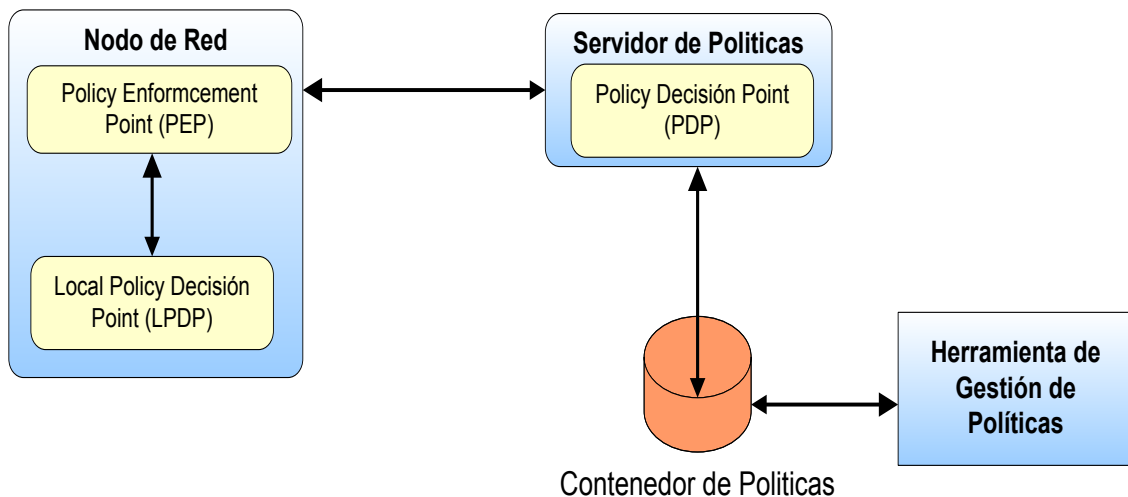 Nodo de Red
Policy Enformcement
Point (PEP)
Local Policy Decisión
Point (LPDP)
Servidor de Politicas
Policy Decisión Point
(PDP)
Contenedor de Politicas
Herramienta de
Gestión de
Políticas